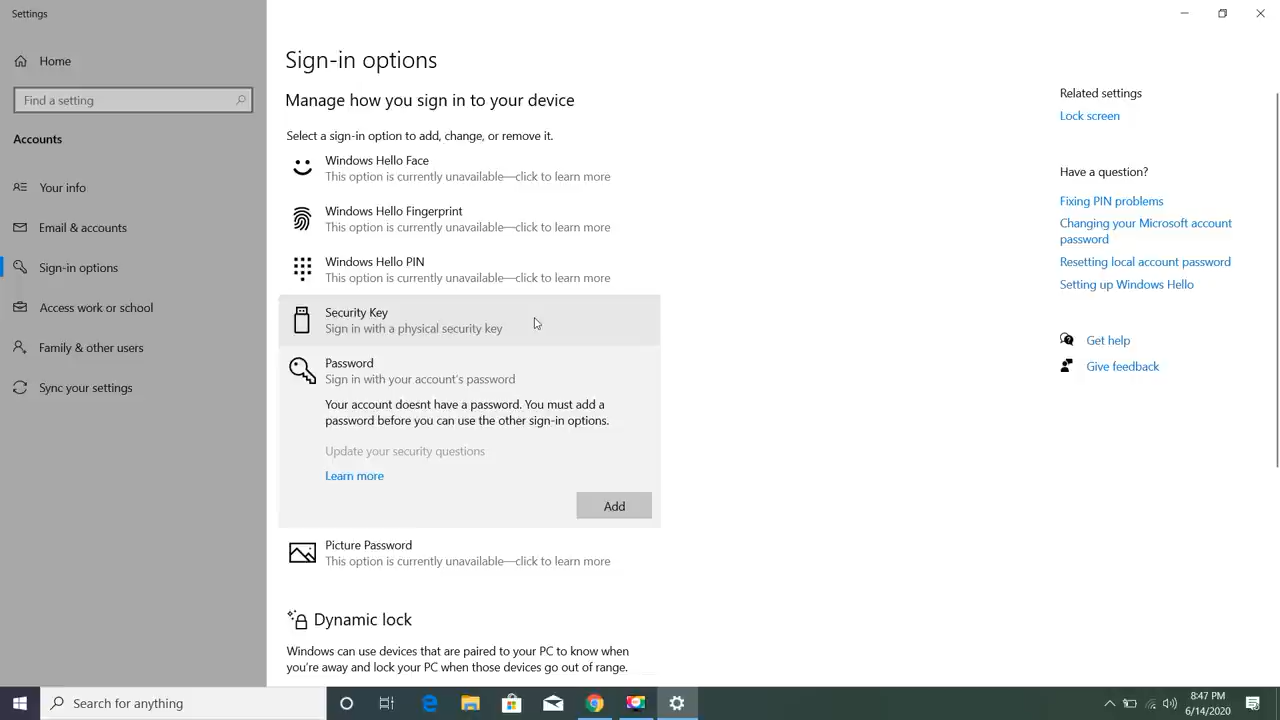 Settings
Home
Find a setting
Accounts
Your info
Email & accounts
Sign-in options
Access work or school
Family & other users
Sync your settings
Sign-in options
Manage how you sign in to your device
Select a sign-in option to add, change, or remove it.
Windows Hello Face
This option is currently unavailable—click to learn more
Windows Hello Fingerprint
This option is currently unavailable—click to learn more
Windows Hello PIN
This option is currently unavailable—click to learn more
Security Key
Sign in with a physical security key
Password
Sign in with your account's password
Your account doesnt have a password. You must add a
password before you can use the other sign-in options.
Update your security questions
Learn more
Add
Picture Password
This option is currently unavailable—click to learn more
Dynamic lock
Windows can use devices that are paired to your PC to know when
you're away and lock your PC when those devices go out of range.
Related settings
Lock screen
Have a question?
Fixing PIN problems
Changing your Microsoft account
password
Resetting local account password
Setting up Windows Hello
Get help
Give feedback
Search for anything
8:47 PM
6/14/2020